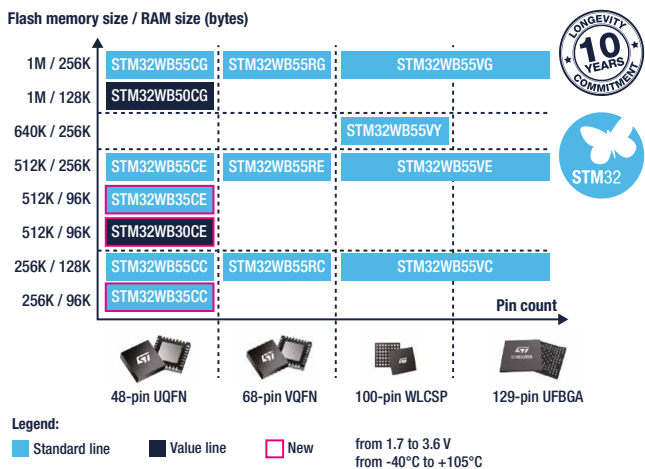 Flash memory size / RAM size (bytes)
1M / 256K STM32WB55CG STM32WB55RG STM32WB55VG
1M / 128K STM32WB50CG
640K / 256K STM32WB55VY
512K / 256K STM32WB55CE STM32WB55RE STM32WB55VE
512K / 96K STM32WB35CE
512K / 96K STM32WB30CE
256K / 128K STM32WB55CC STM32WB55RC STM32WB55VC
256K / 96K STM32WB35CC
Pin count
48-pin UQFN 68-pin VQFN 100-pin WLCSP 129-pin UFBGA
Legend:
Standard line Value line New
from 1.7 to 3.6 V
from -40°C to +105°C
LONGEVITY
10
YEARS
COMMITMENT
STM32